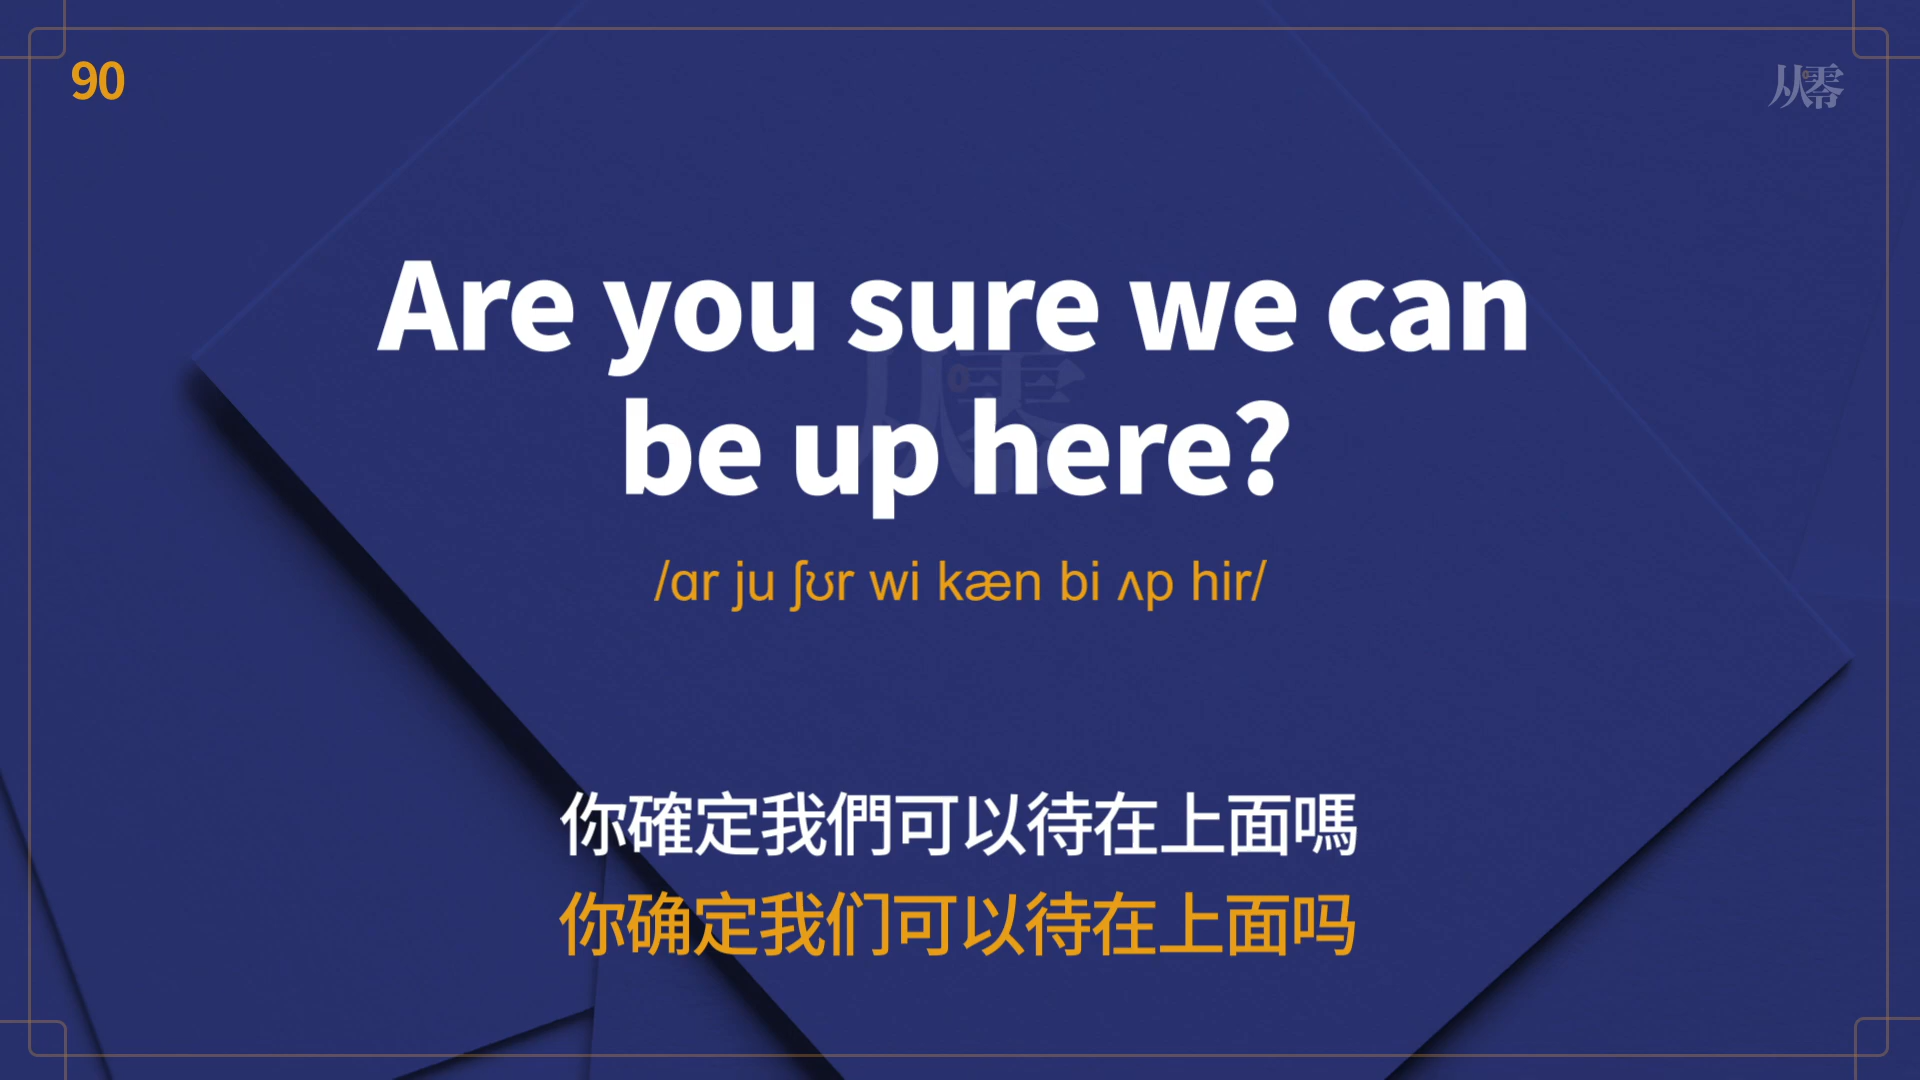 90
从零
Are you sure we can
be up here?
/ɑr ju ʃʊr wi kæn bi ʌp hir/
你確定我們可以待在上面嗎
你确定我们可以待在上面吗